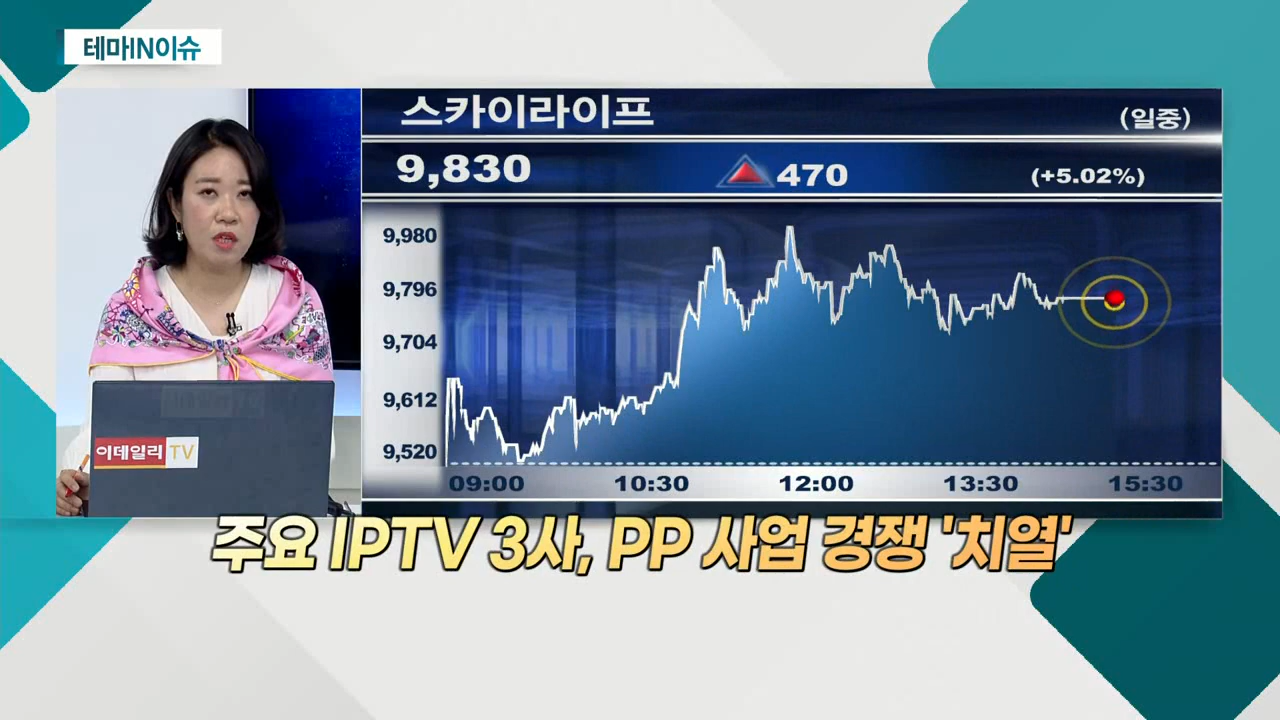 테마IN이슈
스카이라이프
(일중)
9,830 ▲470 (+5.02%)
9,980
9,796
9,704
9,612
9,520
09:00 10:30 12:00 13:30 15:30
이데일리TV
주요 IPTV 3사, PP 사업 경쟁 '치열'